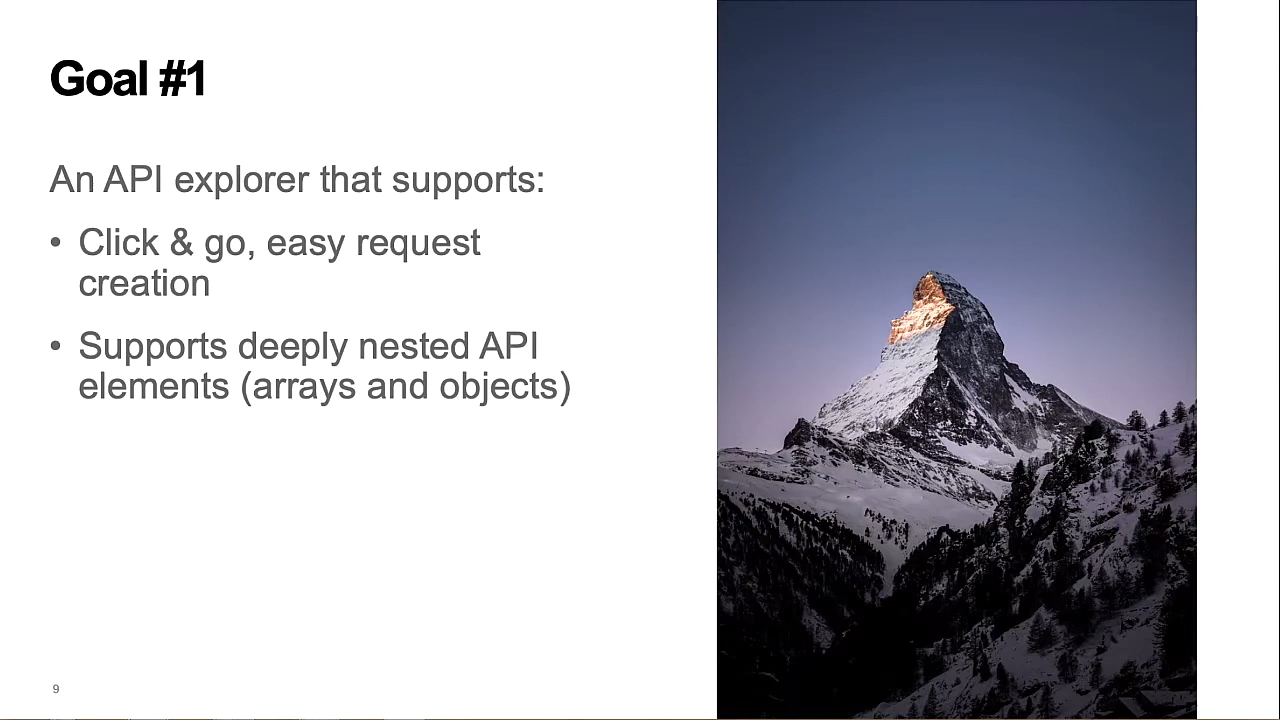 Goal #1
An API explorer that supports:
• Click & go, easy request
creation
• Supports deeply nested API
elements (arrays and objects)
9